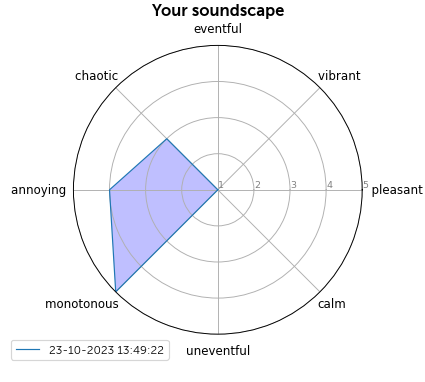 Your soundscape
eventful
chaotic
vibrant
annoying
1 2 3 4 5
pleasant
monotonous
calm
23-10-2023 13:49:22
uneventful